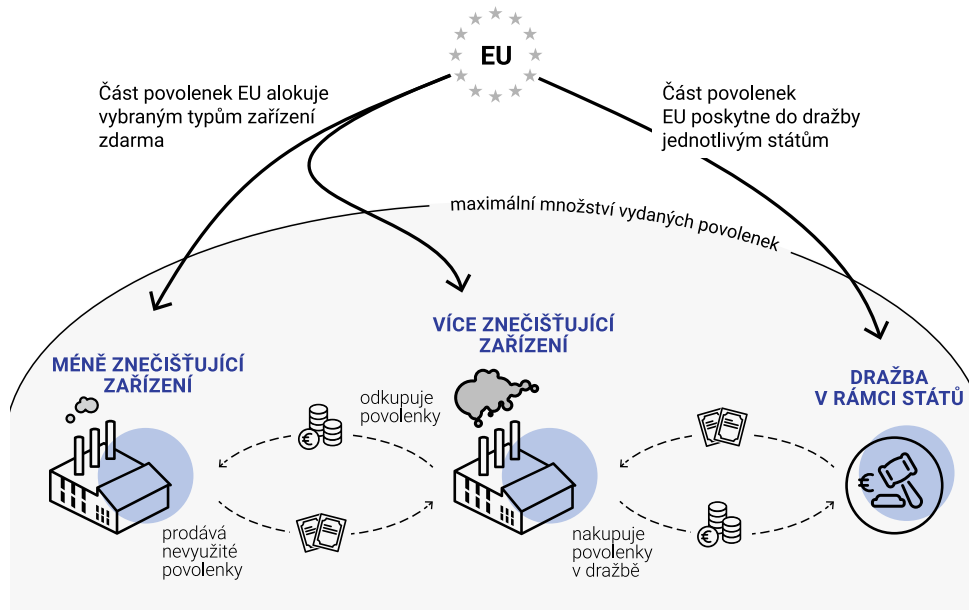 EU
Část povolenek EU alokuje
vybraným typům zařízení
zdarma
Část povolenek
EU poskytne do dražby
jednotlivým státům
maximální množství vydaných povolenek
MÉNĚ ZNEČIŠŤUJÍCÍ
ZAŘÍZENÍ
VÍCE ZNEČIŠŤUJÍCÍ
ZAŘÍZENÍ
DRAŽBA
V RÁMCI STÁTŮ
odkupuje
povolenky
prodává
nevyužité
povolenky
nakupuje
povolenky
v dražbě
€
€
€